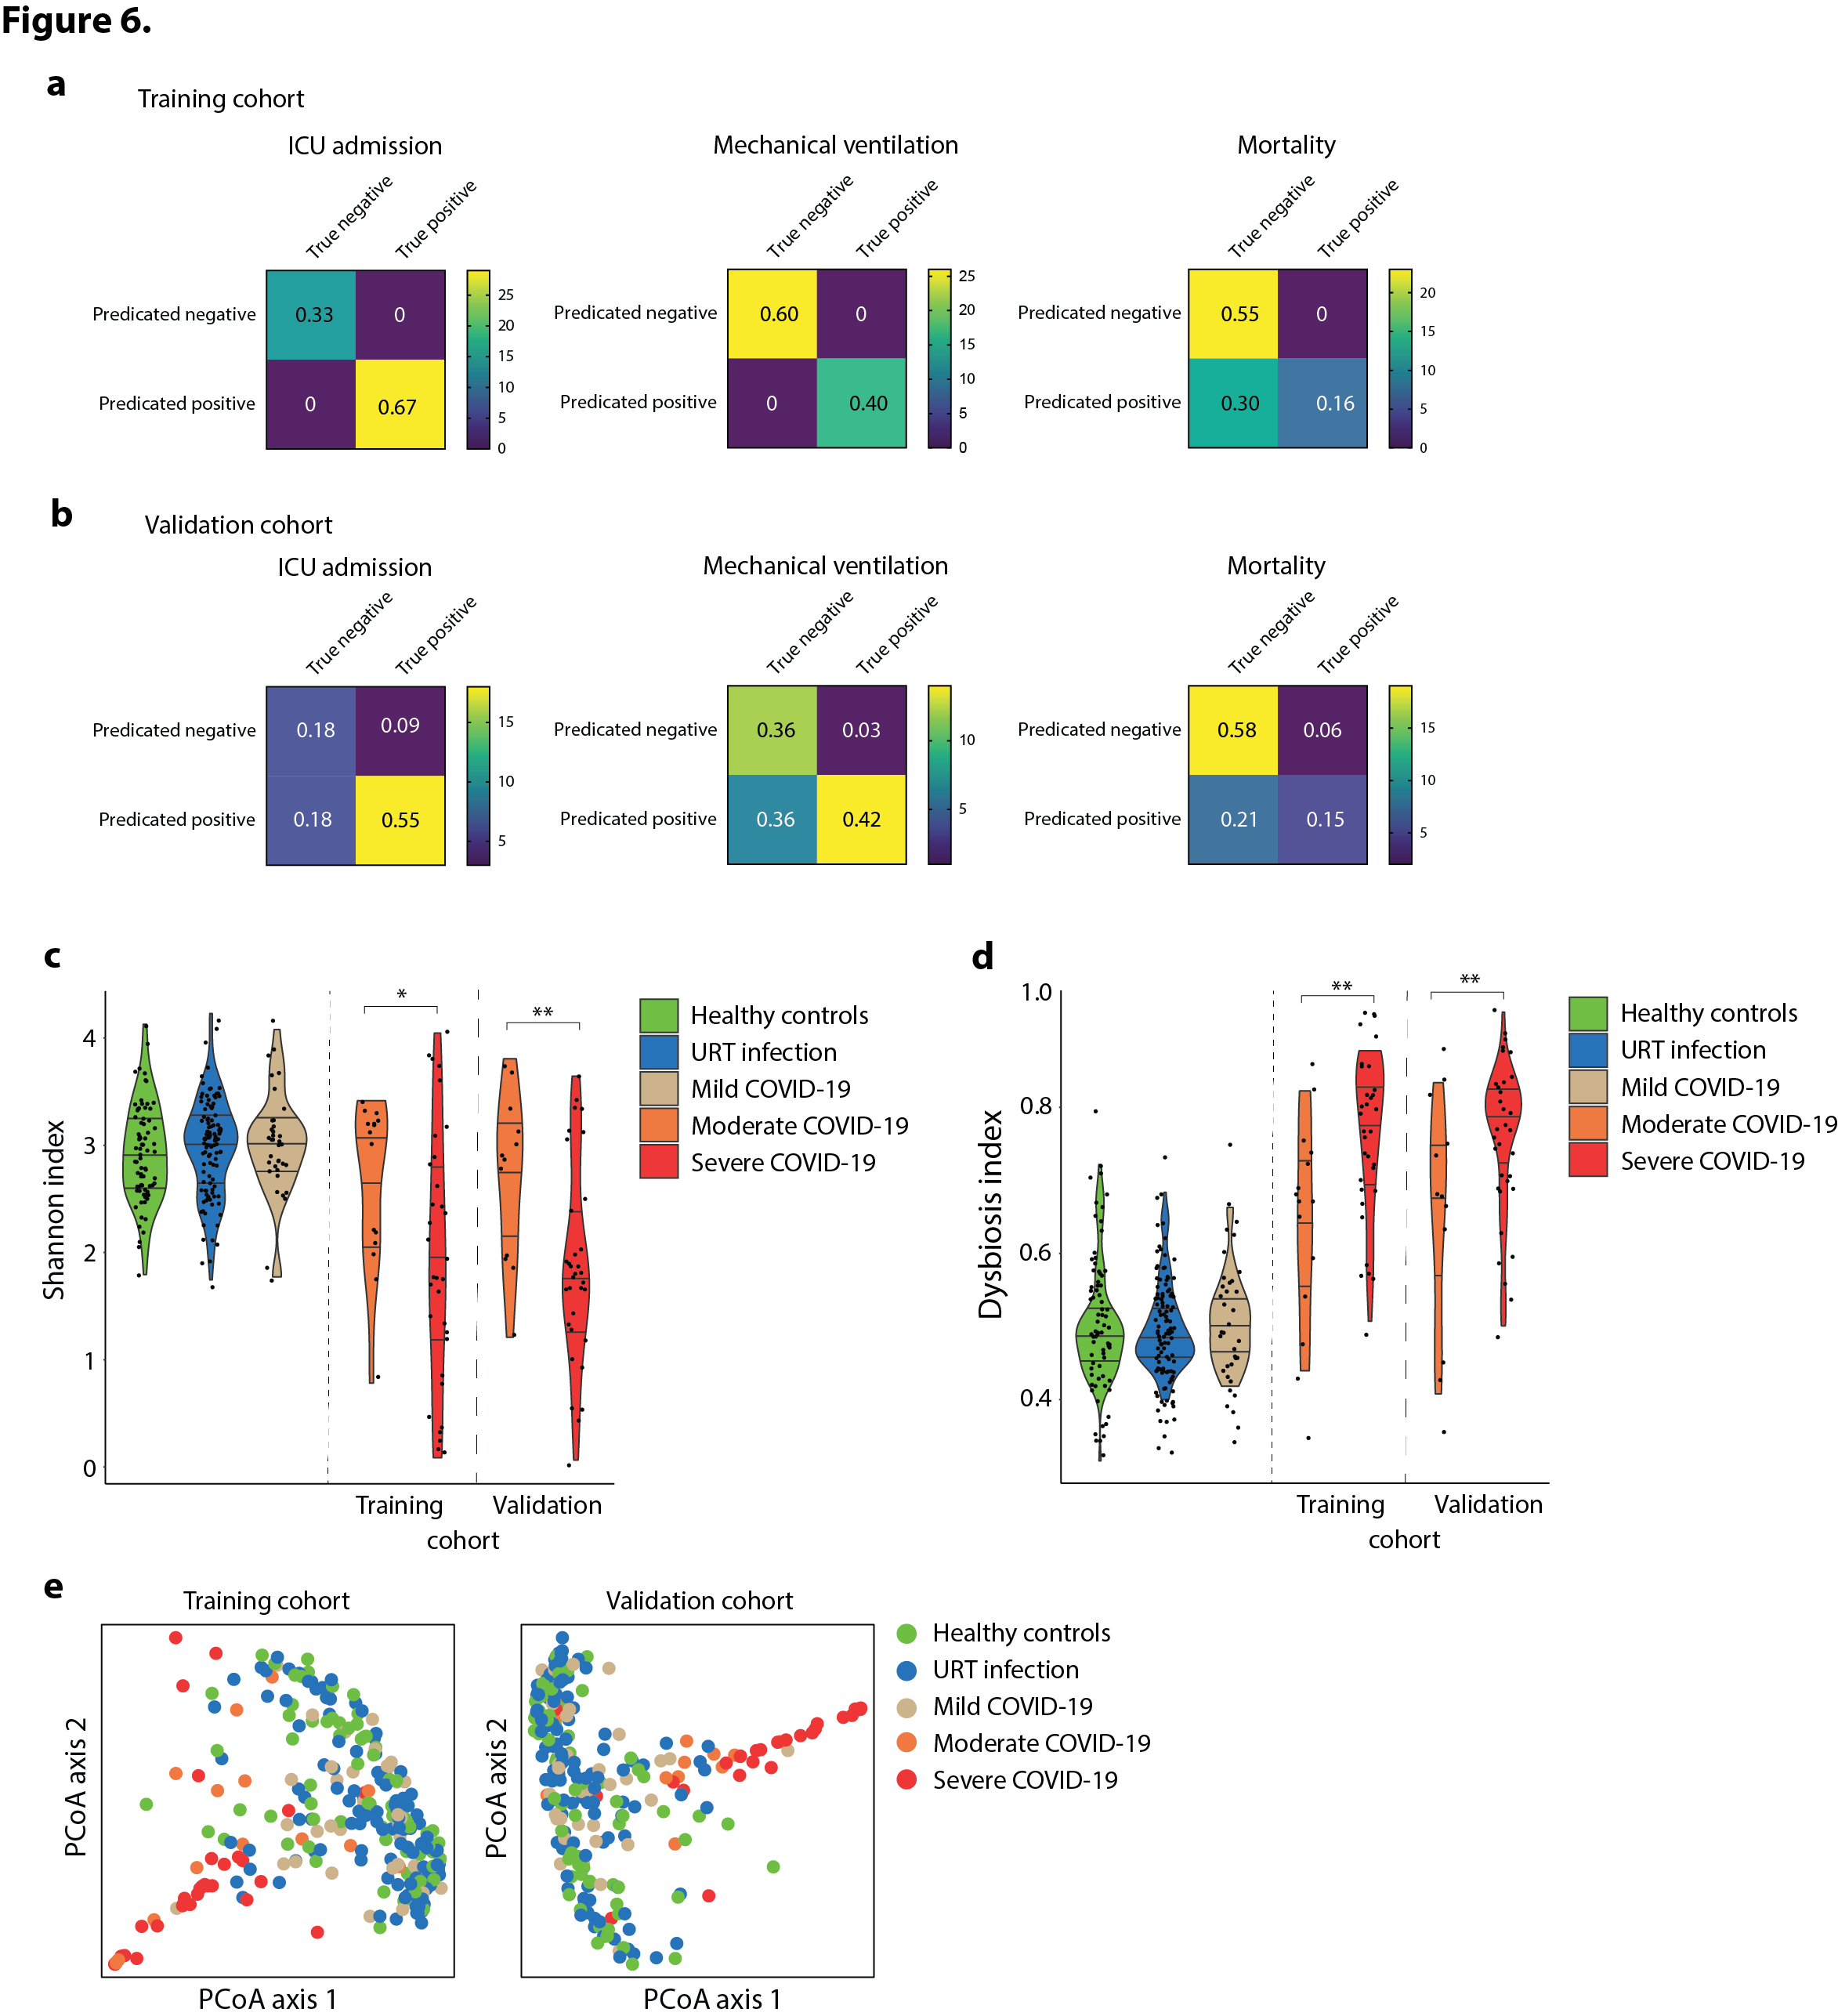 Figure 6.
a
Training cohort
ICU admission
Mechanical ventilation
Mortality
True negative
True positive
True negative
True positive
True negative
True positive
Predicated negative
0.33
0
25
20
15
10
5
0
Predicated positive
0
0.67
Predicated negative
0.60
0
25
20
15
10
5
0
Predicated positive
0
0.40
Predicated negative
0.55
0
20
15
10
5
0
Predicated positive
0.30
0.16
b
Validation cohort
ICU admission
Mechanical ventilation
Mortality
True negative
True positive
True negative
True positive
True negative
True positive
Predicated negative
0.18
0.09
15
10
5
Predicated positive
0.18
0.55
Predicated negative
0.36
0.03
10
5
Predicated positive
0.36
0.42
Predicated negative
0.58
0.06
15
10
5
Predicated positive
0.21
0.15
c
Shannon index
4
3
2
1
0
*
**
Training
Validation
cohort
Healthy controls
URT infection
Mild COVID-19
Moderate COVID-19
Severe COVID-19
d
Dysbiosis index
1.0
0.8
0.6
0.4
**
**
Training
Validation
cohort
Healthy controls
URT infection
Mild COVID-19
Moderate COVID-19
Severe COVID-19
e
Training cohort
PCoA axis 2
PCoA axis 1
Validation cohort
PCoA axis 2
PCoA axis 1
Healthy controls
URT infection
Mild COVID-19
Moderate COVID-19
Severe COVID-19